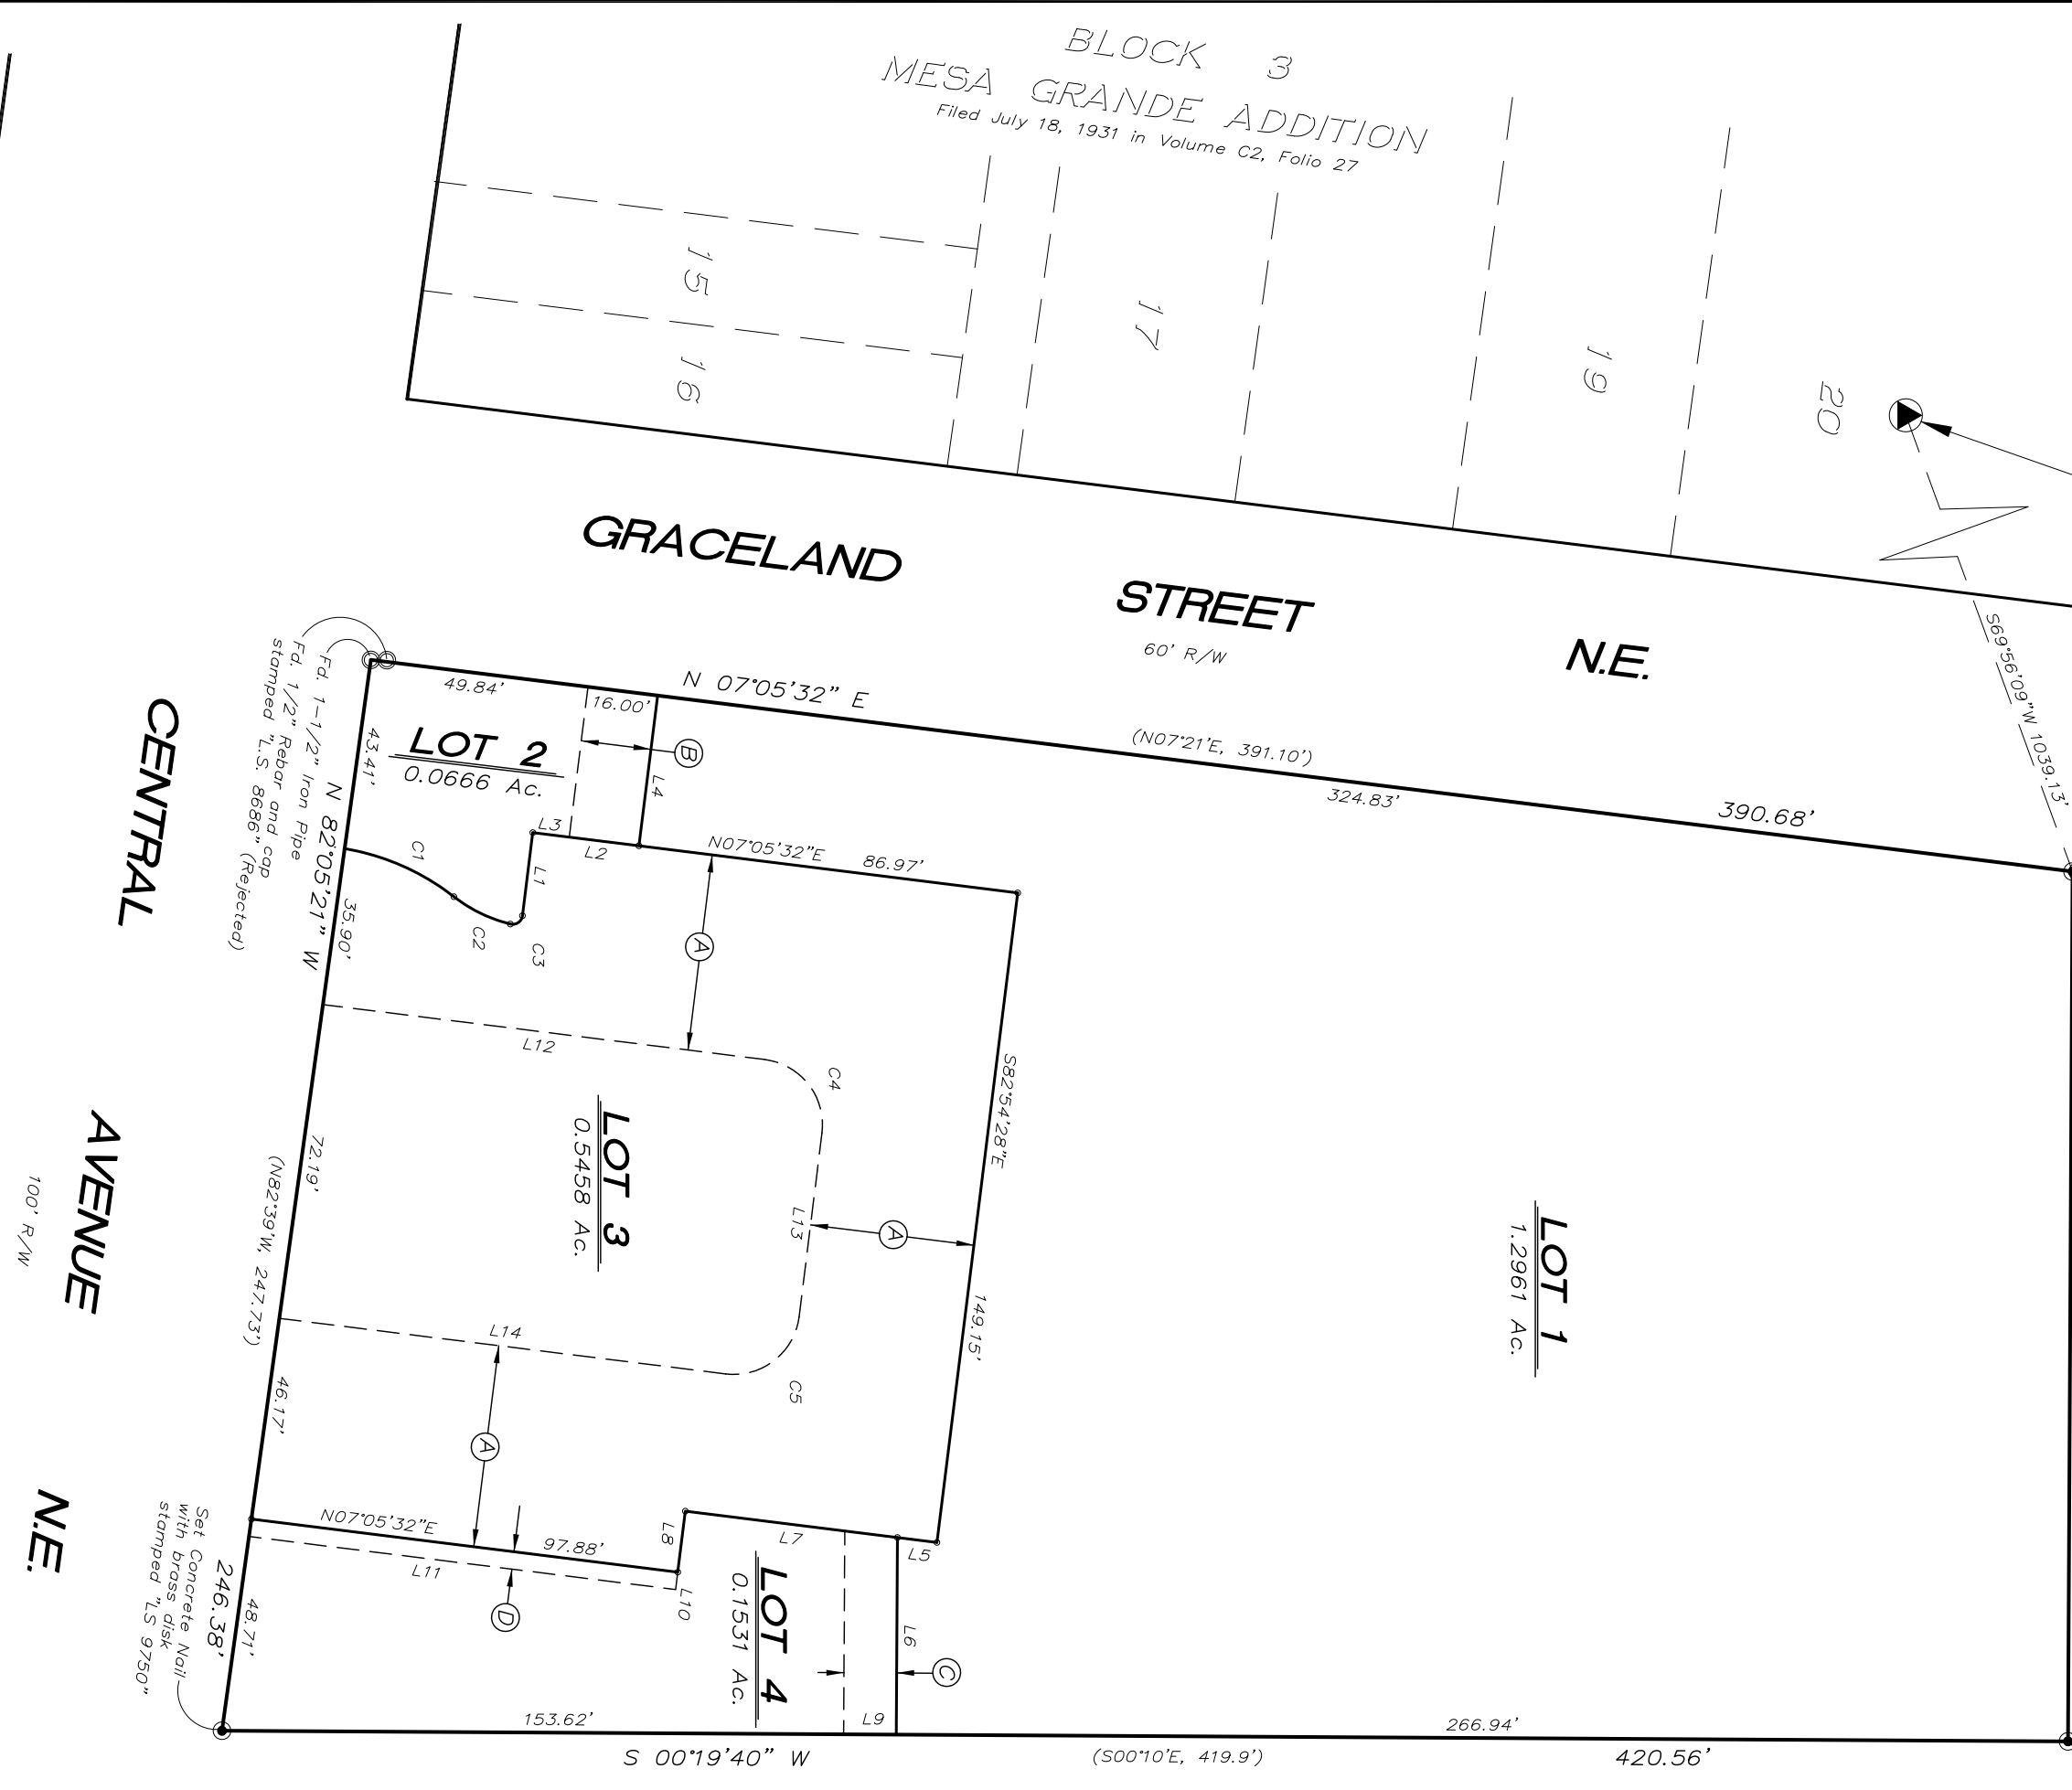 BLOCK 3
MESA GRANDE ADDITION
Filed July 18, 1931 in Volume C2, Folio 27
15
16
17
19
20
GRACELAND STREET N.E.
60' R/W
S69°56'09"W 1039.13'
N 07°05'32" E
(N07°21'E, 391.10')
324.83'
390.68'
49.84'
16.00'
Fd. 1-1/2" Iron Pipe
Fd. 1/2" Rebar and cap
stamped "L.S. 8686" (Rejected)
LOT 2
0.0666 Ac.
B
L4
L3
L2
L1
C1
C2
C3
43.41'
N 82°05'21" W
35.90'
N07°05'32"E 86.97'
A
L12
C4
S82°54'28"E
149.15'
LOT 3
0.5458 Ac.
L13
A
72.19'
(N82°39'W, 247.73')
L14
C5
A
46.17'
LOT 1
1.2961 Ac.
CENTRAL AVENUE N.E.
100' R/W
N07°05'32"E
97.88'
L8
L7
L5
L11
L10
D
LOT 4
0.1531 Ac.
L6
C
L9
Set Concrete Nail
with brass disk
stamped "LS 9750"
246.38'
48.71'
153.62'
266.94'
S 00°19'40" W
(S00°10'E, 419.9')
420.56'